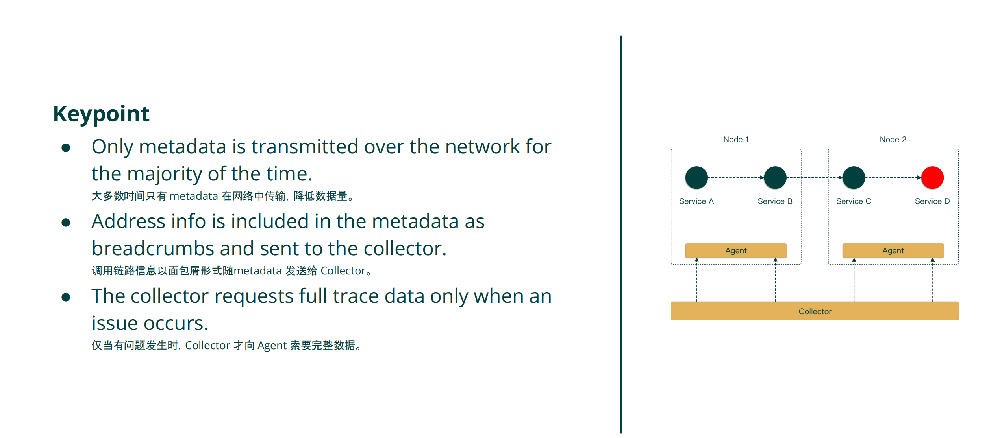 Keypoint
● Only metadata is transmitted over the network for
the majority of the time.
大多数时间只有 metadata 在网络中传输，降低数据量。
● Address info is included in the metadata as
breadcrumbs and sent to the collector.
调用链路信息以面包屑形式随metadata 发送给 Collector。
● The collector requests full trace data only when an
issue occurs.
仅当有问题发生时，Collector 才向 Agent 索要完整数据。
Node 1
Node 2
Service A
Service B
Service C
Service D
Agent
Agent
Collector